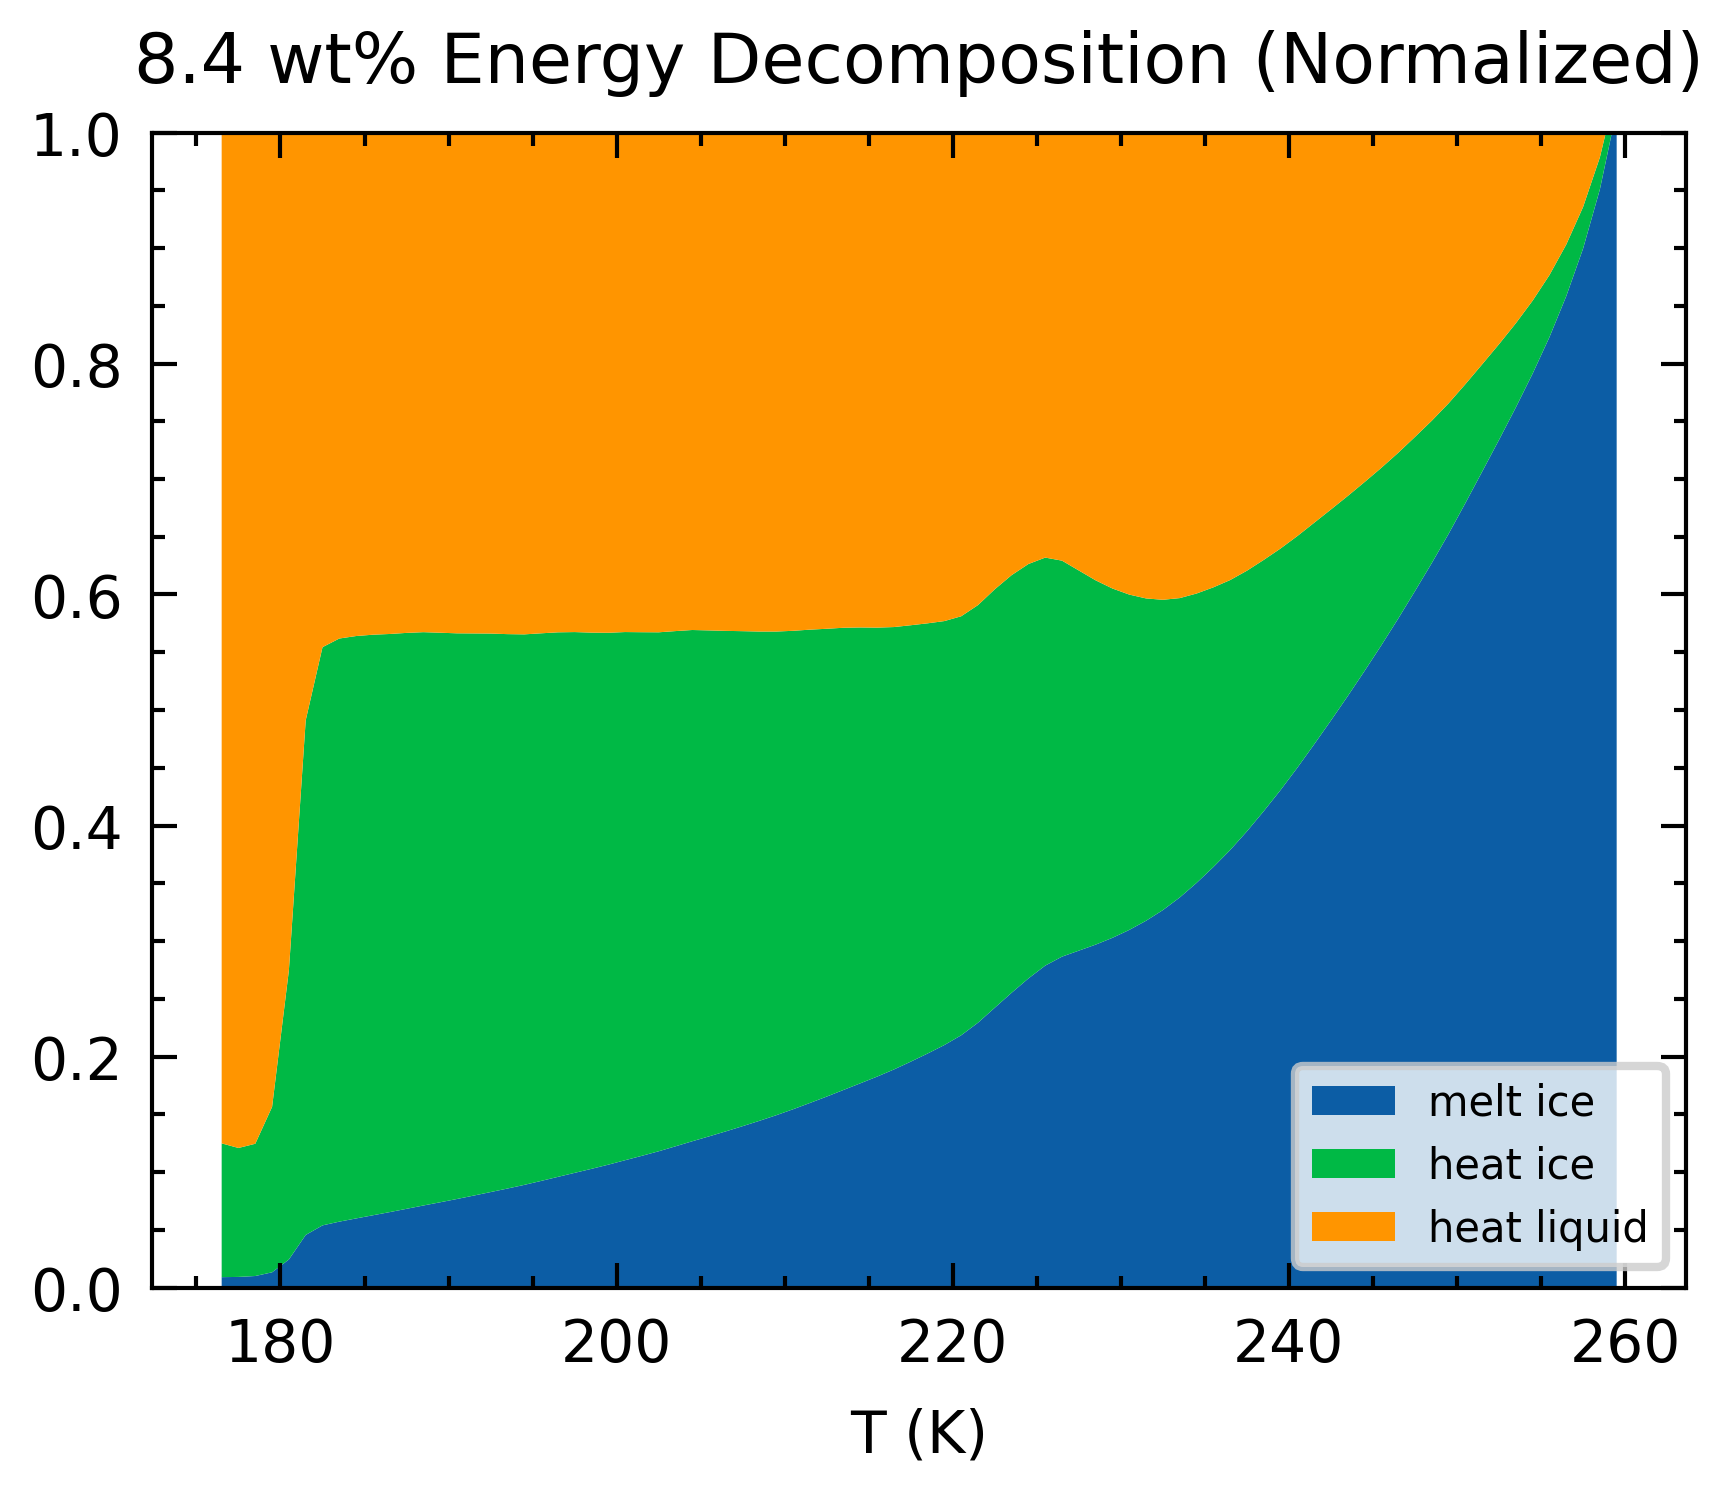 8.4 wt% Energy Decomposition (Normalized)
1.0
0.8
0.6
0.4
0.2
0.0
melt ice
heat ice
heat liquid
180 200 220 240 260
T (K)